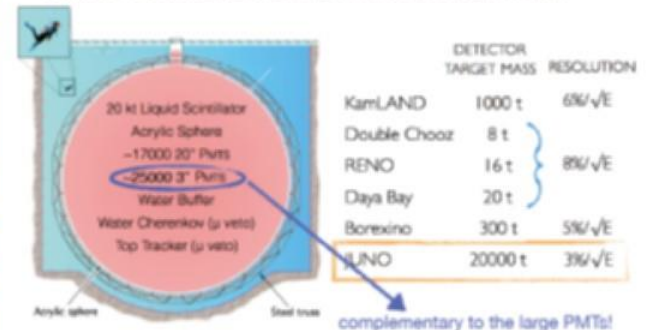 20 kt Liquid Scintillator
Acrylic Sphere
~17000 20" PMTs
~25000 3" PMTs
Water Buffer
Water Cherenkov (μ veto)
Top Tracker (μ veto)
Acrylic sphere
Steel truss
DETECTOR
TARGET MASS RESOLUTION
KamLAND 1000 t 6%/√E
Double Chooz 8 t
RENO 16 t 8%/√E
Daya Bay 20 t
Borexino 300 t 5%/√E
JUNO 20000 t 3%/√E
complementary to the large PMTs!